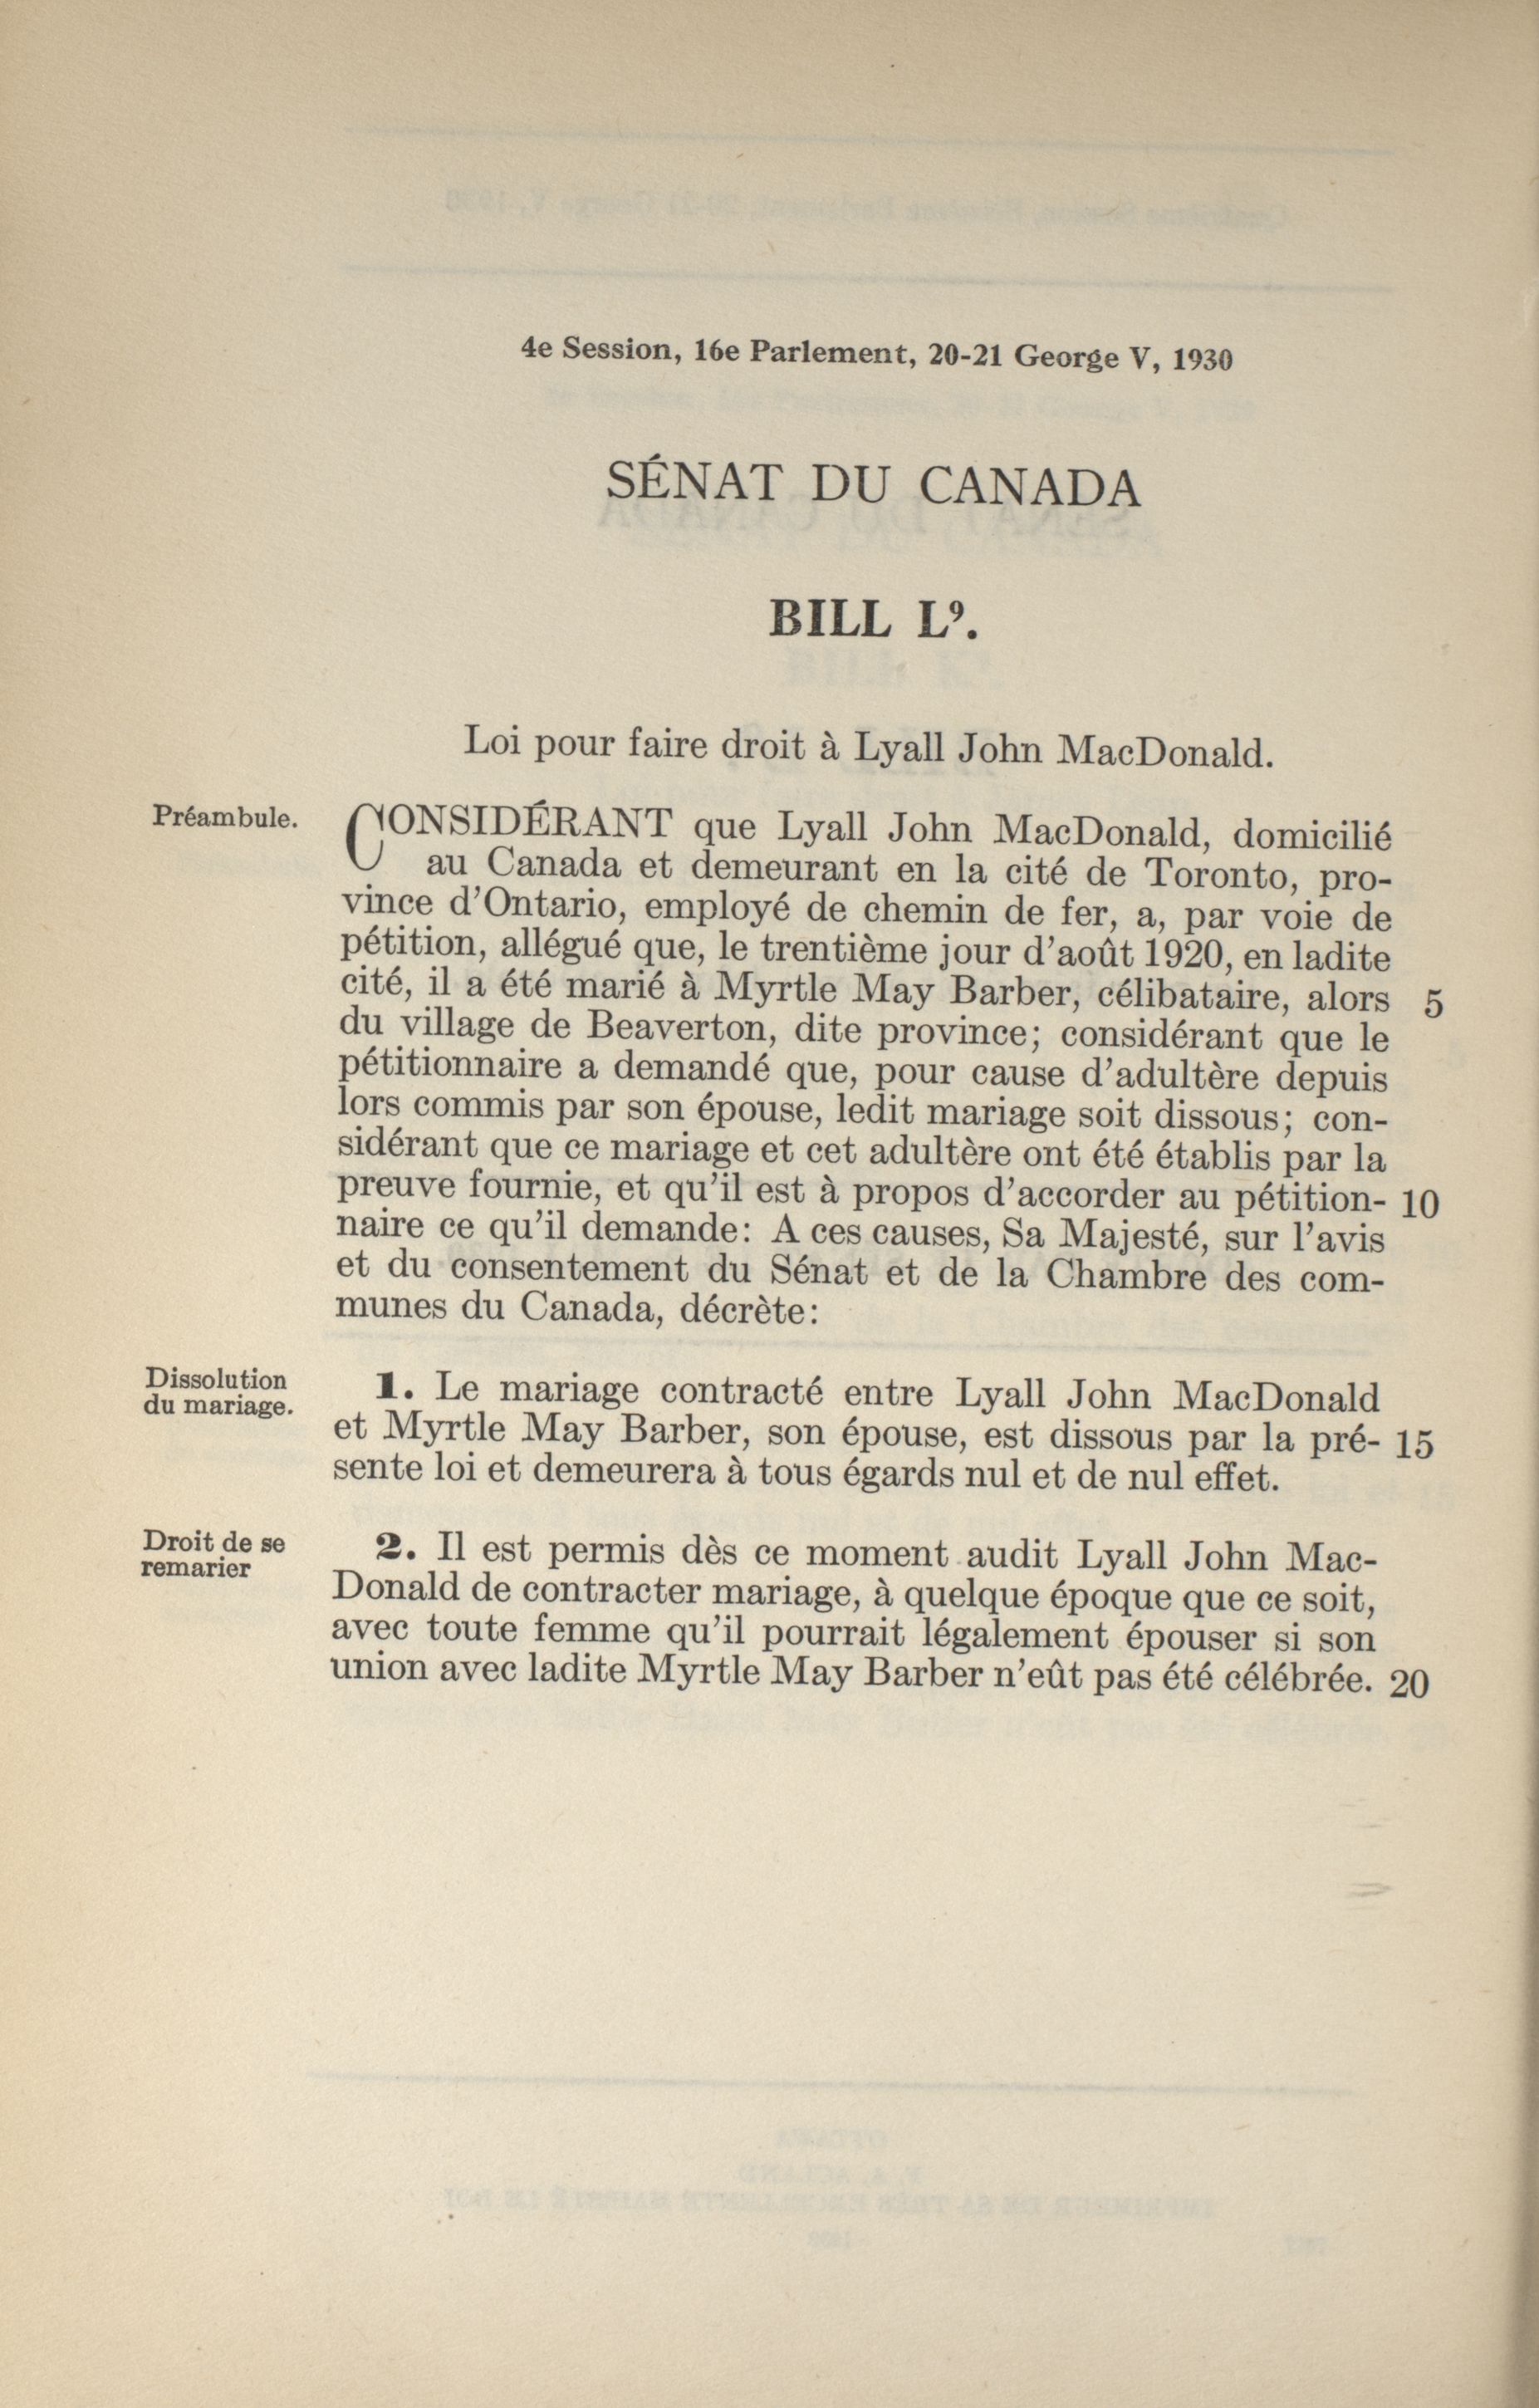 4e Session, 16e Parlement, 20-21 George V, 1930
SÉNAT DU CANADA
BILL L⁹.
Loi pour faire droit à Lyall John MacDonald.
Préambule.
CONSIDÉRANT que Lyall John MacDonald, domicilié
au Canada et demeurant en la cité de Toronto, pro-
vince d'Ontario, employé de chemin de fer, a, par voie de
pétition, allégué que, le trentième jour d'août 1920, en ladite
cité, il a été marié à Myrtle May Barber, célibataire, alors 5
du village de Beaverton, dite province; considérant que le
pétitionnaire a demandé que, pour cause d'adultère depuis
lors commis par son épouse, ledit mariage soit dissous; con-
sidérant que ce mariage et cet adultère ont été établis par la
preuve fournie, et qu'il est à propos d'accorder au pétition- 10
naire ce qu'il demande: A ces causes, Sa Majesté, sur l'avis
et du consentement du Sénat et de la Chambre des com-
munes du Canada, décrète:
Dissolution
du mariage.
1. Le mariage contracté entre Lyall John MacDonald
et Myrtle May Barber, son épouse, est dissous par la pré- 15
sente loi et demeurera à tous égards nul et de nul effet.
Droit de se
remarier
2. Il est permis dès ce moment audit Lyall John Mac-
Donald de contracter mariage, à quelque époque que ce soit,
avec toute femme qu'il pourrait légalement épouser si son
union avec ladite Myrtle May Barber n'eût pas été célébrée. 20